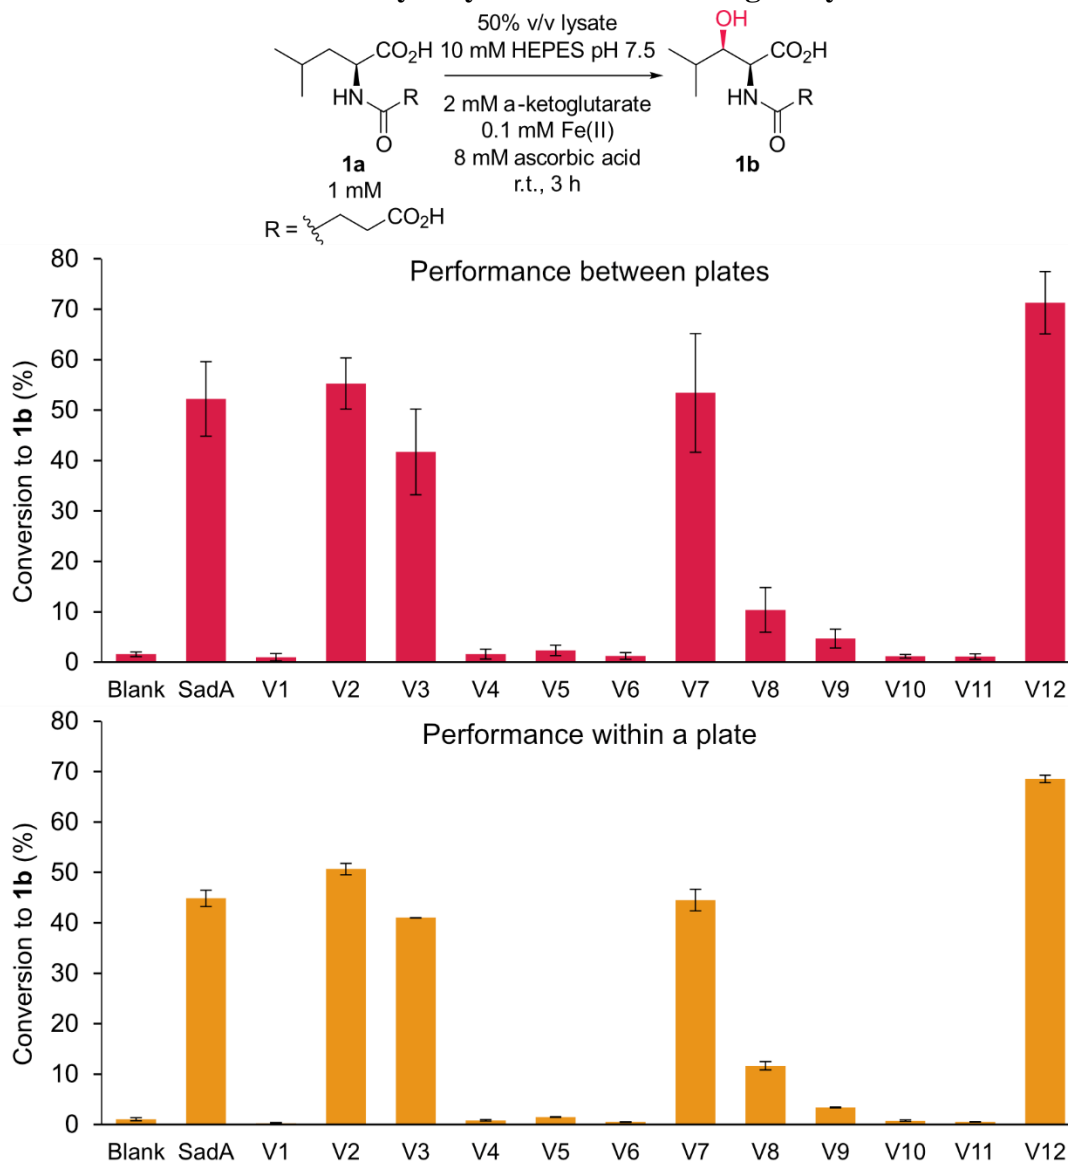 50% v/v lysate
10 mM HEPES pH 7.5
2 mM a-ketoglutarate
0.1 mM Fe(II)
8 mM ascorbic acid
r.t., 3 h
CO2H
HN
R
O
1a
1 mM
R =
CO2H
OH
CO2H
HN
R
O
1b
Performance between plates
Conversion to 1b (%)
80
70
60
50
40
30
20
10
0
Blank SadA V1 V2 V3 V4 V5 V6 V7 V8 V9 V10 V11 V12
Performance within a plate
Conversion to 1b (%)
80
70
60
50
40
30
20
10
0
Blank SadA V1 V2 V3 V4 V5 V6 V7 V8 V9 V10 V11 V12